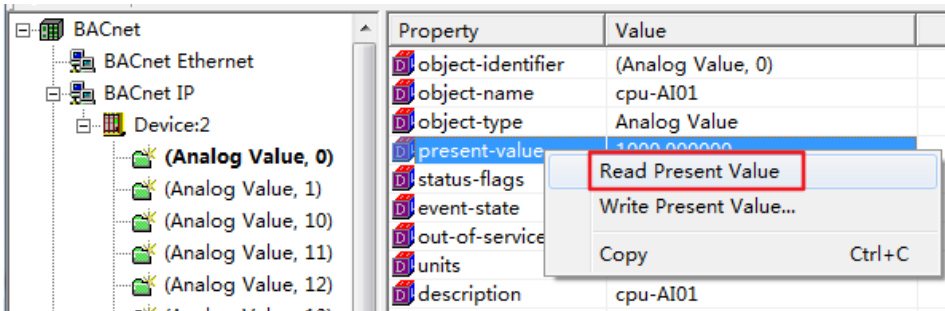 BACnet
BACnet Ethernet
BACnet IP
Device:2
(Analog Value, 0)
(Analog Value, 1)
(Analog Value, 10)
(Analog Value, 11)
(Analog Value, 12)
Property Value
object-identifier (Analog Value, 0)
object-name cpu-AI01
object-type Analog Value
present-value 1000.000000
status-flags
event-state
out-of-service
units
description cpu-AI01
Read Present Value
Write Present Value...
Copy Ctrl+C